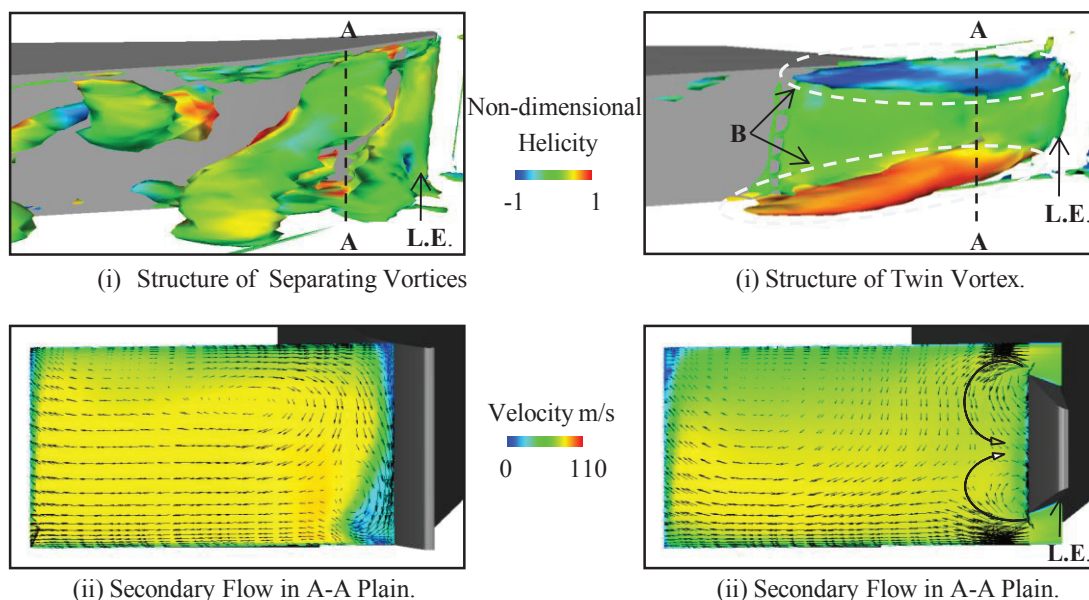 A
A
L.E.
(i) Structure of Separating Vortices
Non-dimensional
Helicity
-1 1
A
B
A
L.E.
(i) Structure of Twin Vortex.
(ii) Secondary Flow in A-A Plain.
Velocity m/s
0 110
L.E.
(ii) Secondary Flow in A-A Plain.